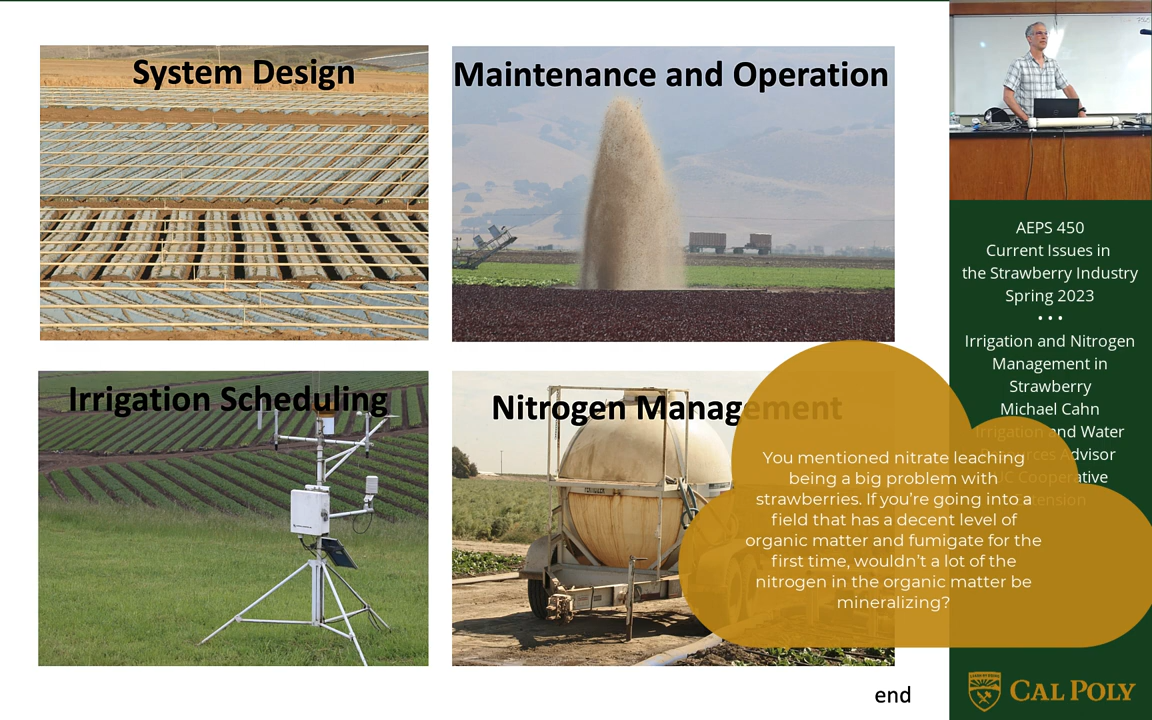 System Design
Maintenance and Operation
Irrigation Scheduling
Nitrogen Management
end
You mentioned nitrate leaching
being a big problem with
strawberries. If you're going into a
field that has a decent level of
organic matter and fumigate for the
first time, wouldn't a lot of the
nitrogen in the organic matter be
mineralizing?
AEPS 450
Current Issues in
the Strawberry Industry
Spring 2023
• • •
Irrigation and Nitrogen
Management in
Strawberry
Michael Cahn
Irrigation and Water
Advisor
UC Cooperative
Extension
CAL POLY